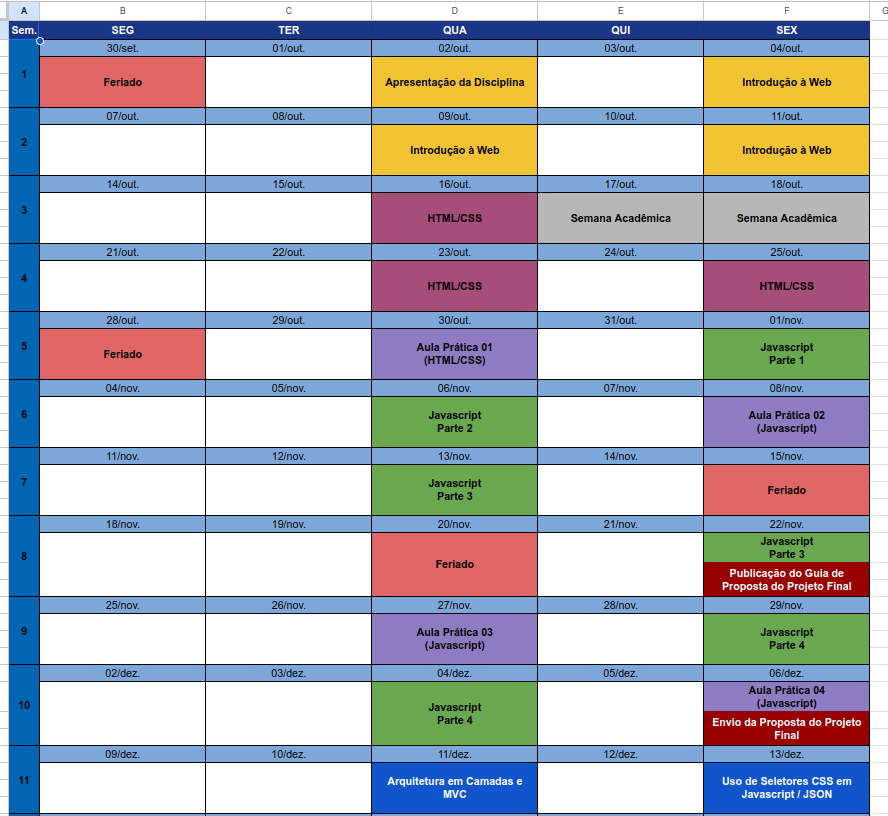 A B C D E F G
Sem. SEG TER QUA QUI SEX
30/set. 01/out. 02/out. 03/out. 04/out.
1
Feriado
Apresentação da Disciplina
Introdução à Web
07/out. 08/out. 09/out. 10/out. 11/out.
2
Introdução à Web
Introdução à Web
14/out. 15/out. 16/out. 17/out. 18/out.
3
HTML/CSS
Semana Acadêmica
Semana Acadêmica
21/out. 22/out. 23/out. 24/out. 25/out.
4
HTML/CSS
HTML/CSS
28/out. 29/out. 30/out. 31/out. 01/nov.
5
Feriado
Aula Prática 01
(HTML/CSS)
Javascript
Parte 1
04/nov. 05/nov. 06/nov. 07/nov. 08/nov.
6
Javascript
Parte 2
Aula Prática 02
(Javascript)
11/nov. 12/nov. 13/nov. 14/nov. 15/nov.
7
Javascript
Parte 3
Feriado
18/nov. 19/nov. 20/nov. 21/nov. 22/nov.
8
Feriado
Javascript
Parte 3
Publicação do Guia de
Proposta do Projeto Final
25/nov. 26/nov. 27/nov. 28/nov. 29/nov.
9
Aula Prática 03
(Javascript)
Javascript
Parte 4
02/dez. 03/dez. 04/dez. 05/dez. 06/dez.
10
Javascript
Parte 4
Aula Prática 04
(Javascript)
Envio da Proposta do Projeto
Final
09/dez. 10/dez. 11/dez. 12/dez. 13/dez.
11
Arquitetura em Camadas e
MVC
Uso de Seletores CSS em
Javascript / JSON